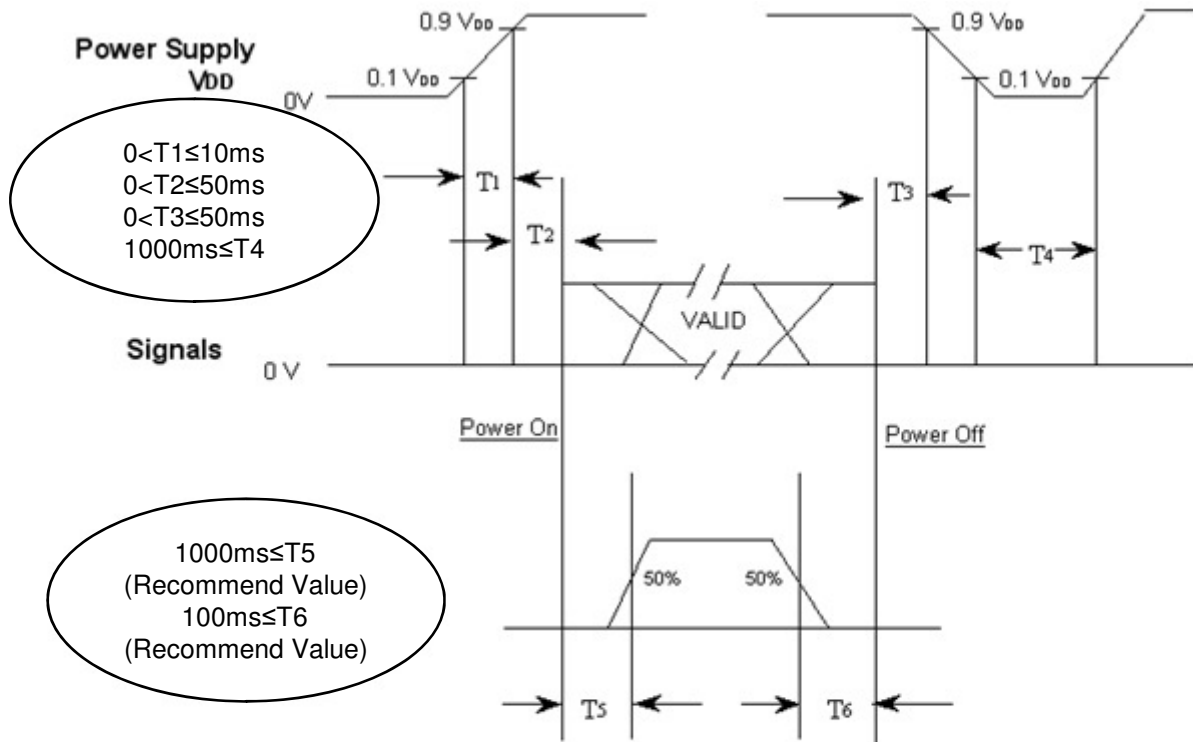 0.9 VDD
0.9 VDD
Power Supply
VDD
0.1 VDD
0.1 VDD
0V
0<T1≤10ms
0<T2≤50ms
0<T3≤50ms
1000ms≤T4
T1
T3
T2
T4
VALID
Signals
0 V
Power On
Power Off
1000ms≤T5
(Recommend Value)
100ms≤T6
(Recommend Value)
50%
50%
T5
T6